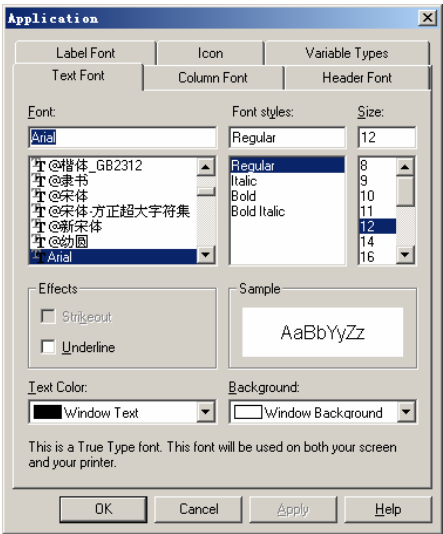 Application
Label Font
Icon
Variable Types
Text Font
Column Font
Header Font
Font:
Font styles:
Size:
Arial
Regular
12
@楷体_GB2312
@隶书
@宋体
@宋体-方正超大字符集
@新宋体
@幼圆
Arial
Regular
Italic
Bold
Bold Italic
8
9
10
11
12
14
16
Effects
Strikeout
Underline
Sample
AaBbYyZz
Text Color:
Background:
Window Text
Window Background
This is a True Type font. This font will be used on both your screen
and your printer.
OK
Cancel
Apply
Help